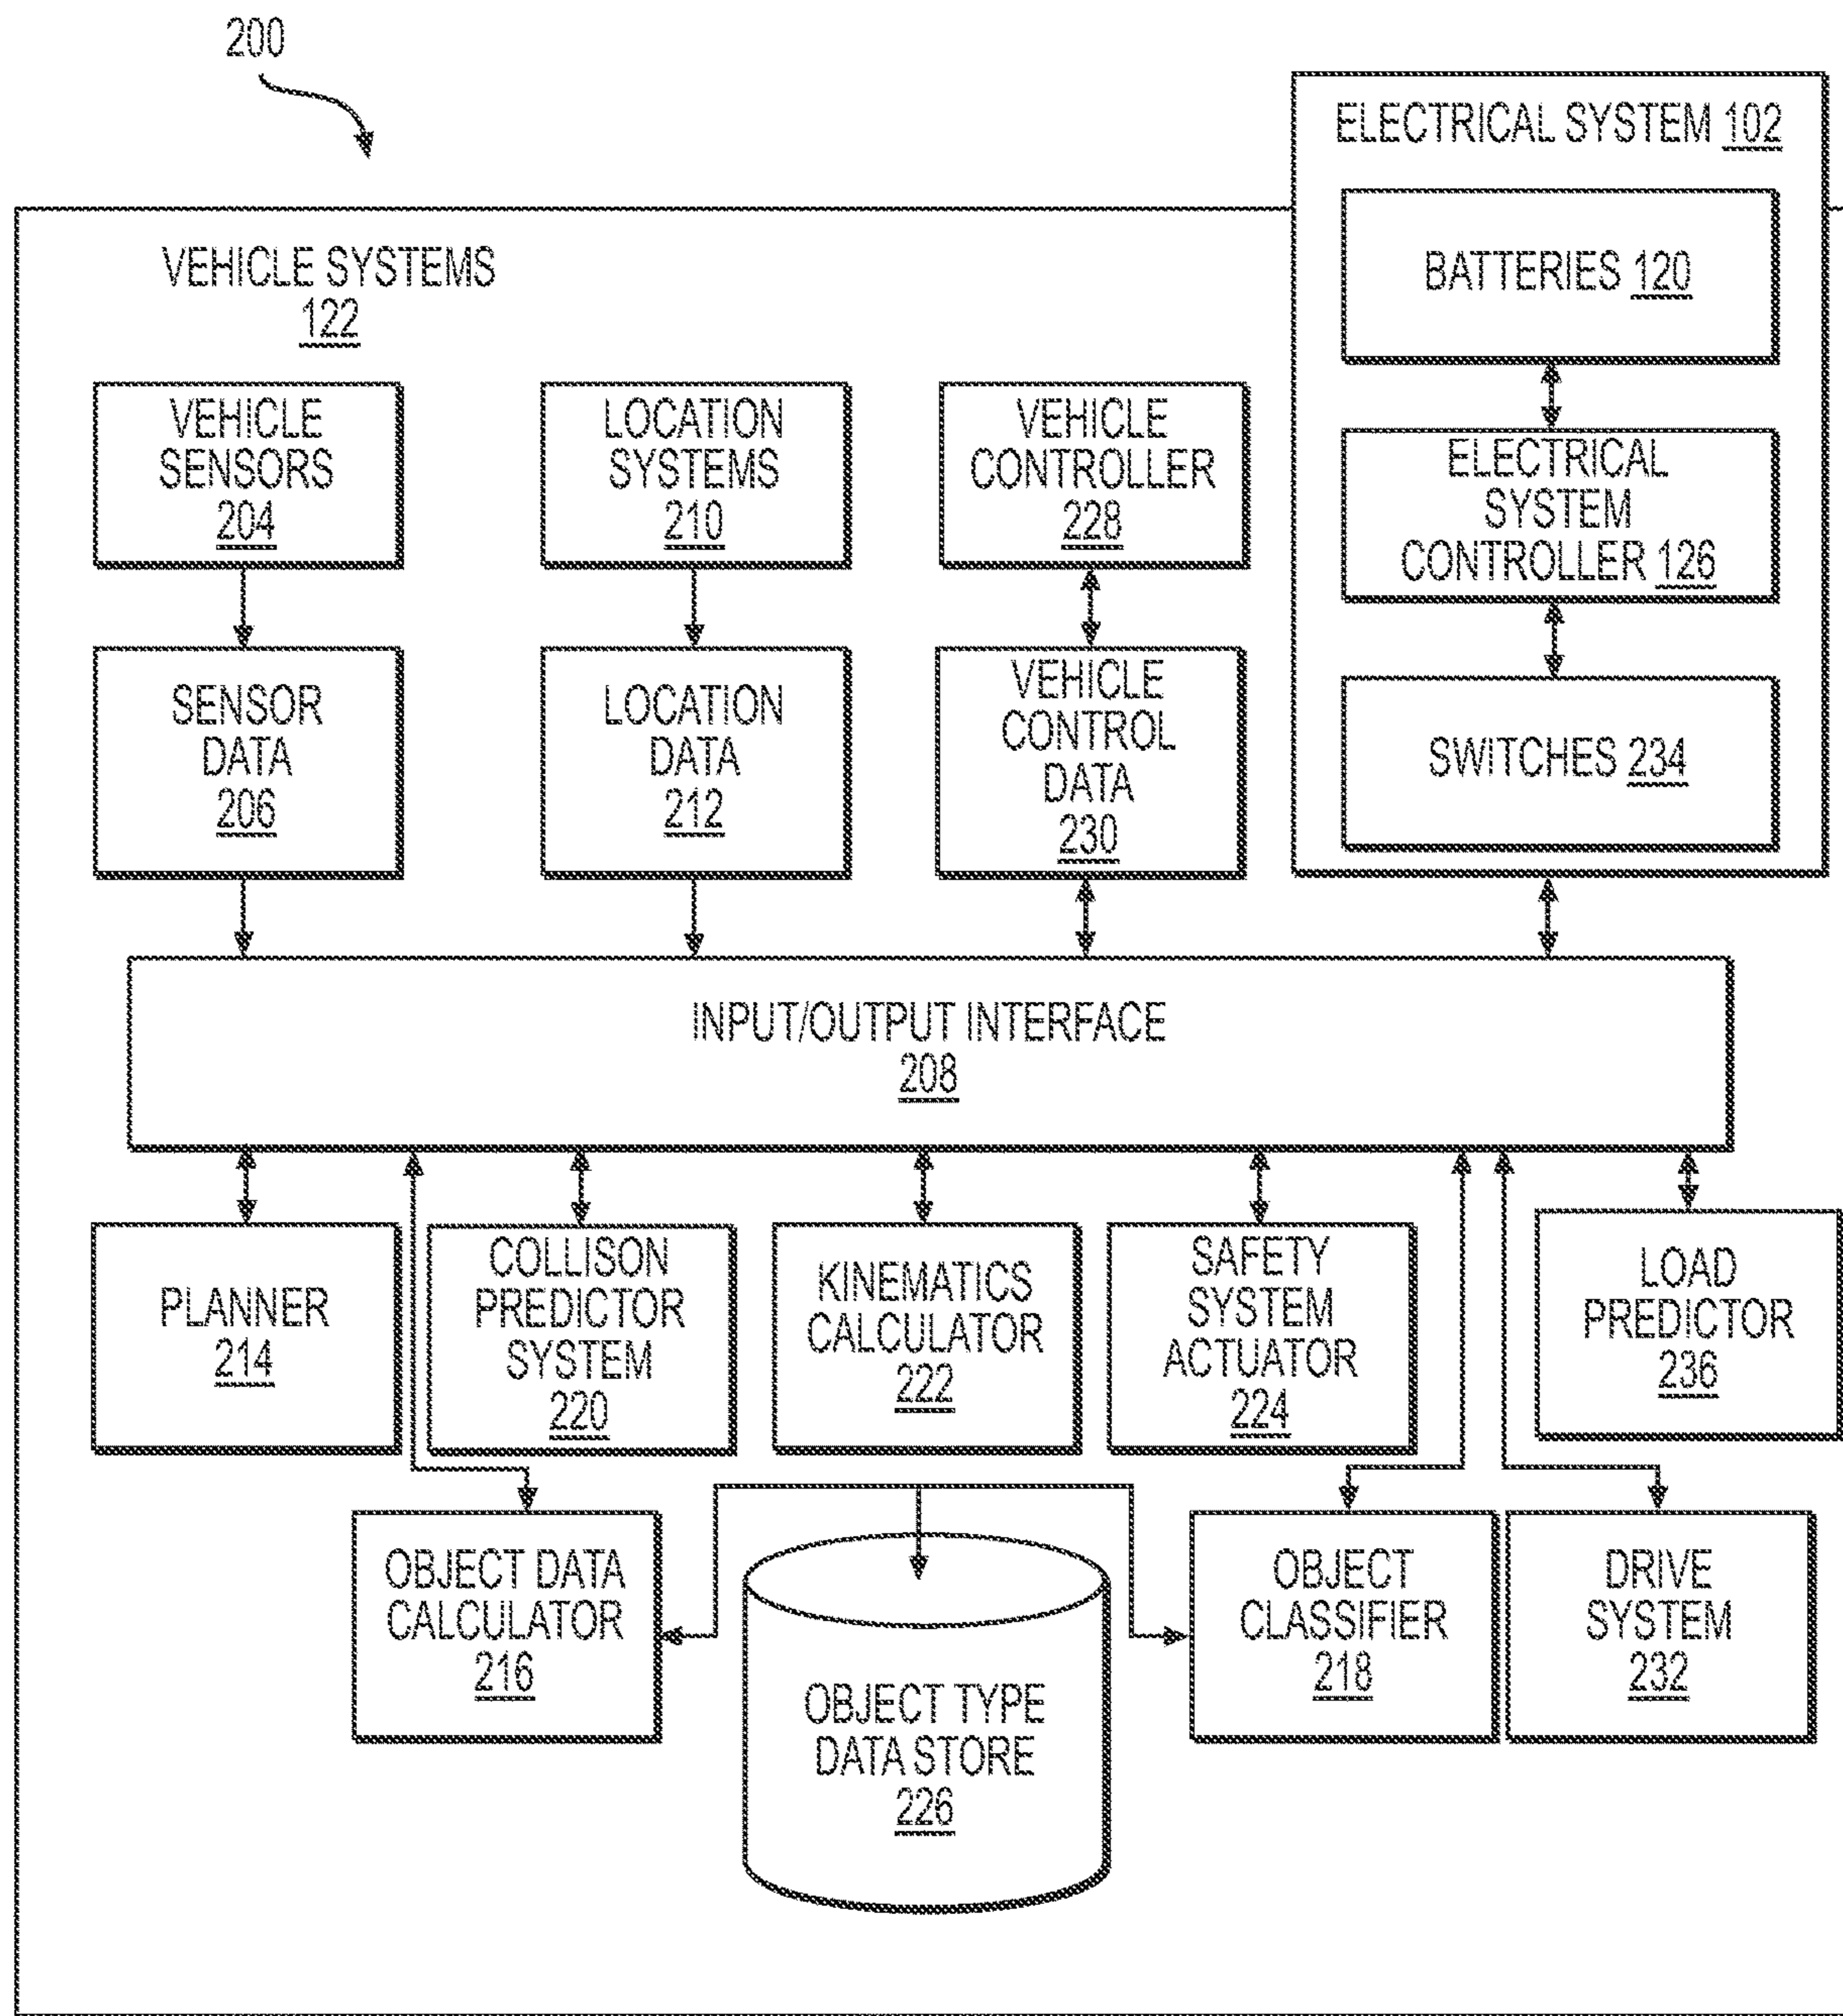 200
ELECTRICAL SYSTEM 102
BATTERIES 120
ELECTRICAL
SYSTEM
CONTROLLER 126
SWITCHES 234
VEHICLE SYSTEMS
122
VEHICLE
SENSORS
204
LOCATION
SYSTEMS
210
VEHICLE
CONTROLLER
228
SENSOR
DATA
206
LOCATION
DATA
212
VEHICLE
CONTROL
DATA
230
INPUT/OUTPUT INTERFACE
208
PLANNER
214
COLLISON
PREDICTOR
SYSTEM
220
KINEMATICS
CALCULATOR
222
SAFETY
SYSTEM
ACTUATOR
224
LOAD
PREDICTOR
236
OBJECT DATA
CALCULATOR
216
OBJECT TYPE
DATA STORE
226
OBJECT
CLASSIFIER
218
DRIVE
SYSTEM
232